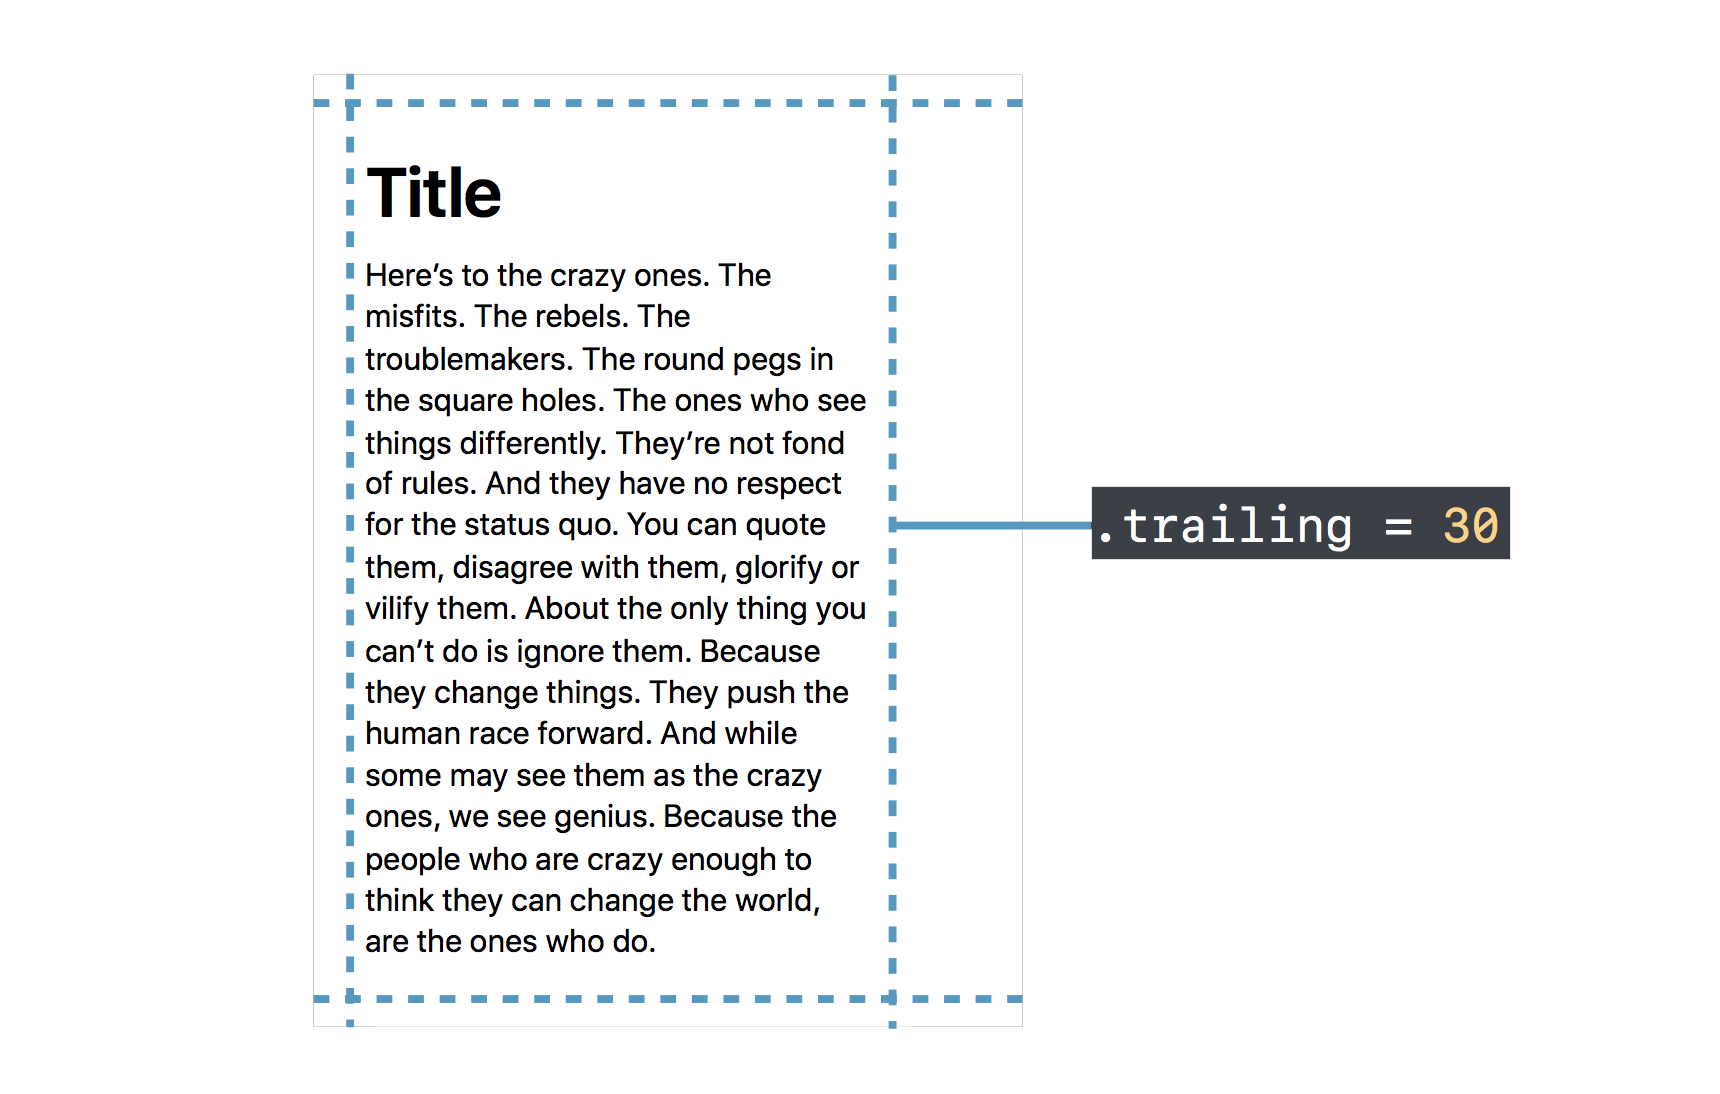 Title
Here’s to the crazy ones. The
misfits. The rebels. The
troublemakers. The round pegs in
the square holes. The ones who see
things differently. They’re not fond
of rules. And they have no respect
for the status quo. You can quote
them, disagree with them, glorify or
vilify them. About the only thing you
can’t do is ignore them. Because
they change things. They push the
human race forward. And while
some may see them as the crazy
ones, we see genius. Because the
people who are crazy enough to
think they can change the world,
are the ones who do.
.trailing = 30